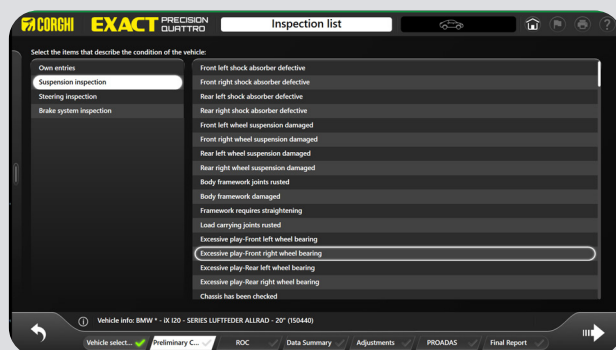 CORGHI EXACT PRECISION QUATTRO
Inspection list
?
Select the items that describe the condition of the vehicle:
Own entries
Suspension inspection
Steering inspection
Brake system inspection
Front left shock absorber defective
Front right shock absorber defective
Rear left shock absorber defective
Rear right shock absorber defective
Front left wheel suspension damaged
Front right wheel suspension damaged
Rear left wheel suspension damaged
Rear right wheel suspension damaged
Body framework joints rusted
Body framework damaged
Framework requires straightening
Load carrying joints rusted
Excessive play-Front left wheel bearing
Excessive play-Front right wheel bearing
Excessive play-Rear left wheel bearing
Excessive play-Rear right wheel bearing
Chassis has been checked
Vehicle info: BMW * - iX I20 - SERIES LUFTFEDER ALLRAD - 20" (150440)
Vehicle select... Preliminary C... ROC Data Summary Adjustments PROADAS Final Report